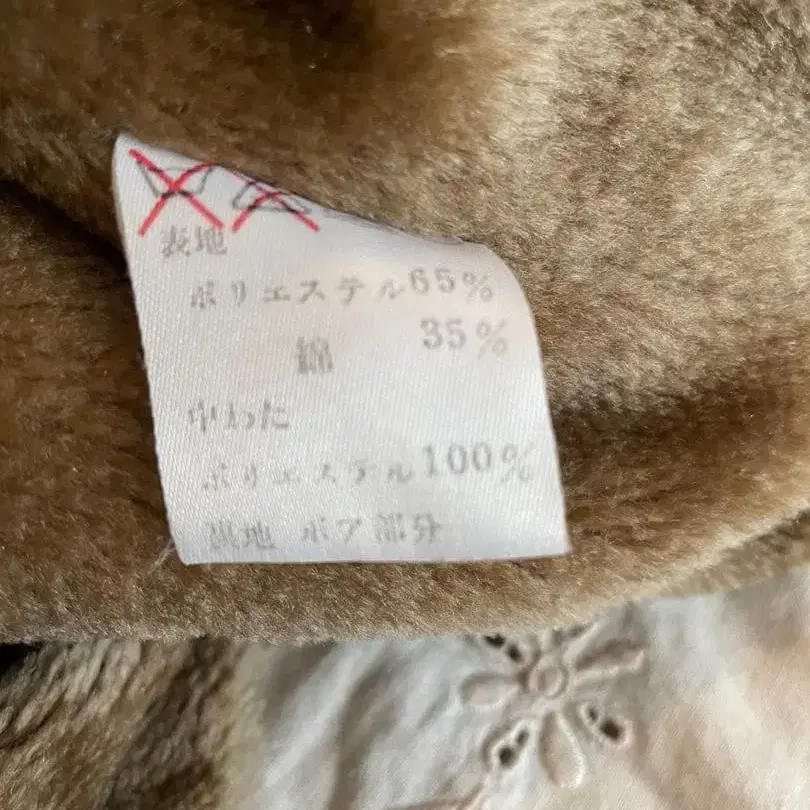 表地
ポリエステル65%
綿 35%
中わた
ポリエステル100%
裏地 ボア部分